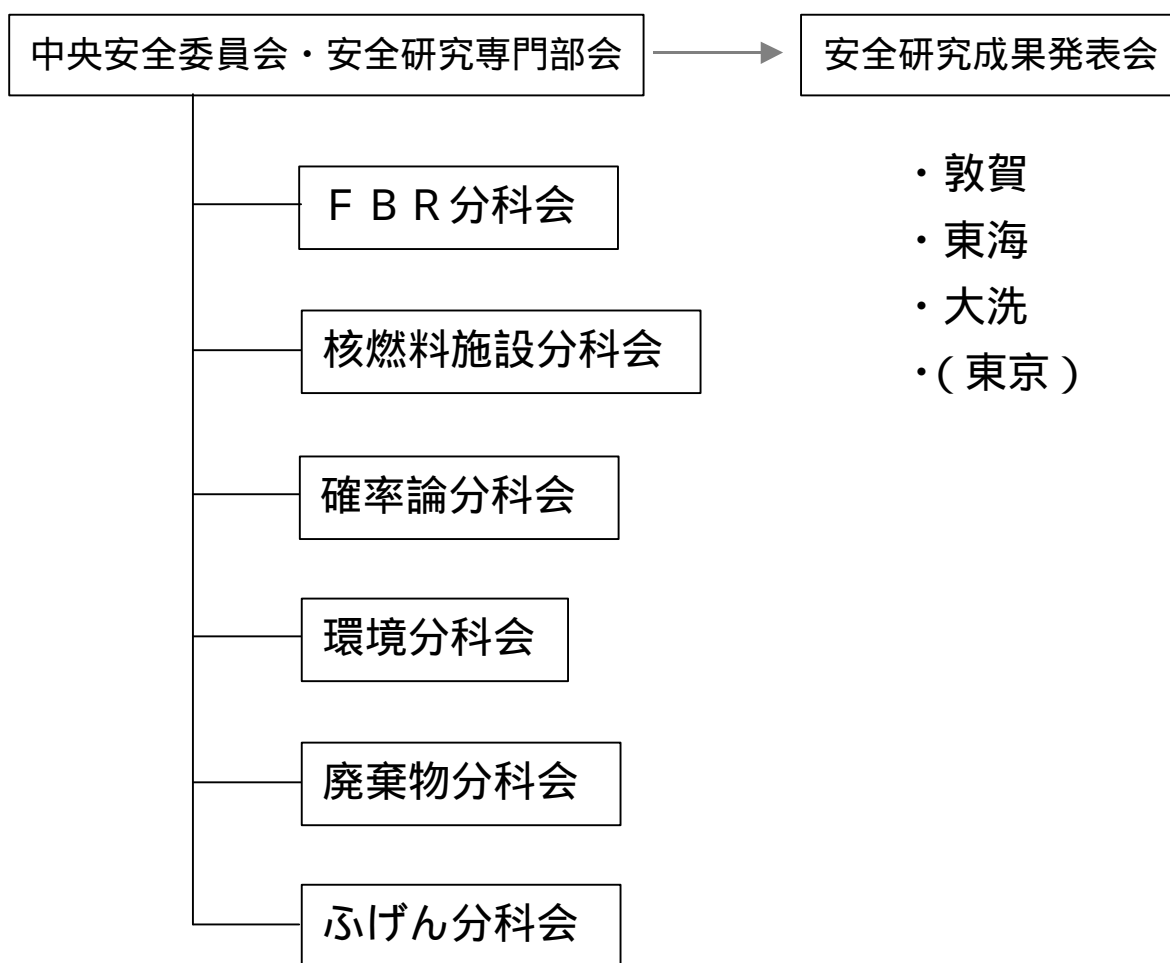 中央安全委員会・安全研究専門部会
安全研究成果発表会
・敦賀
・東海
・大洗
・(東京)
ＦＢＲ分科会
核燃料施設分科会
確率論分科会
環境分科会
廃棄物分科会
ふげん分科会